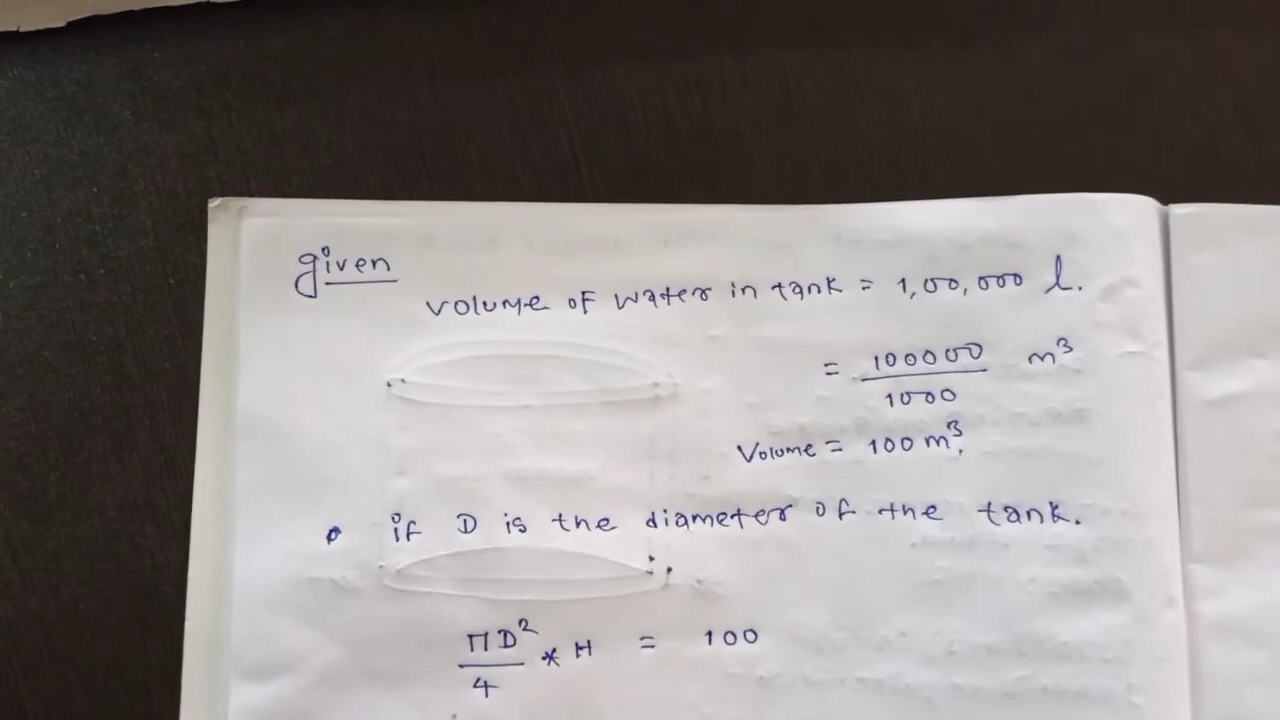 given
volume of water in tank = 1,00,000 l.
= 100000/1000 m³
Volume = 100 m³.
• if D is the diameter of the tank.
ΠD²/4 * H = 100